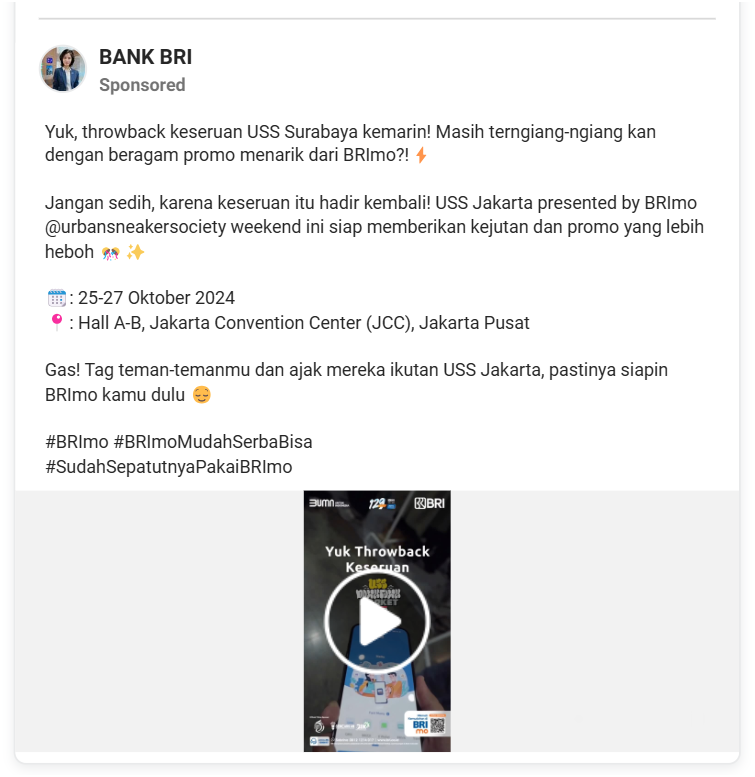 BANK BRI
Sponsored
Yuk, throwback keseruan USS Surabaya kemarin! Masih terngiang-ngiang kan
dengan beragam promo menarik dari BRImo?! ⚡
Jangan sedih, karena keseruan itu hadir kembali! USS Jakarta presented by BRImo
@urbansneakersociety weekend ini siap memberikan kejutan dan promo yang lebih
heboh 🎊 ✨
📅: 25-27 Oktober 2024
📍: Hall A-B, Jakarta Convention Center (JCC), Jakarta Pusat
Gas! Tag teman-temanmu dan ajak mereka ikutan USS Jakarta, pastinya siapin
BRImo kamu dulu 😌
#BRImo #BRImoMudahSerbaBisa
#SudahSepatutnyaPakaiBRImo
BUMN
129
BRI
Yuk Throwback
Keseruan
USS
BRI
mo